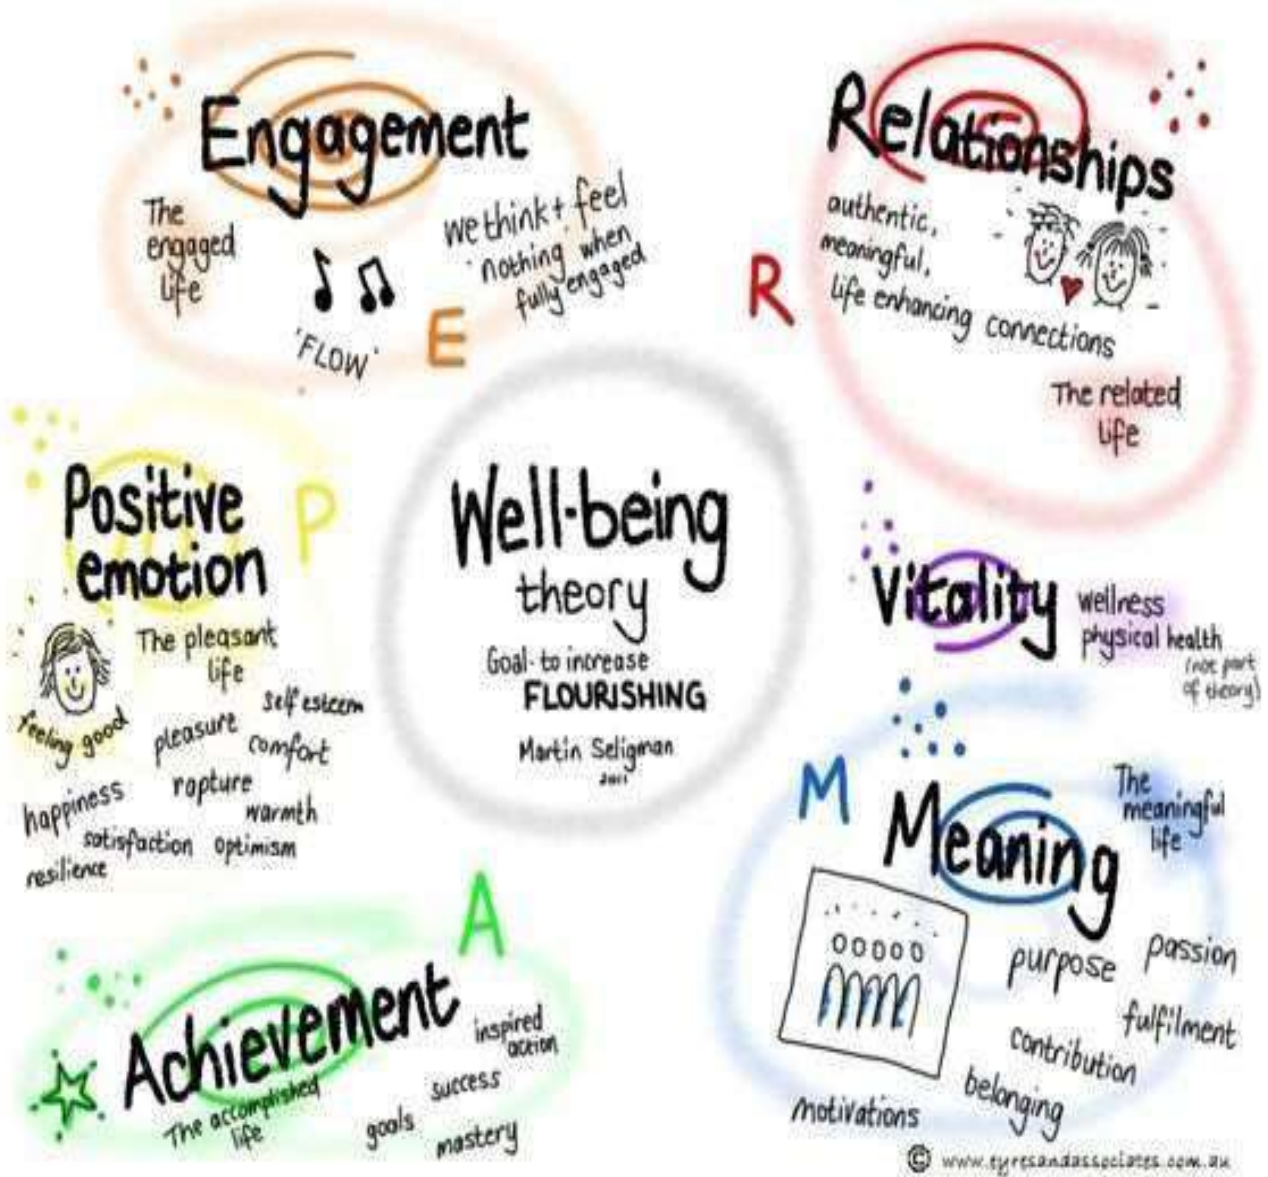 Engagement
The
engaged
life
'FLOW'
we think + feel
'nothing' when
fully engaged
E
Relationships
authentic,
meaningful,
life enhancing connections
The related
life
R
Positive
emotion
P
The pleasant
life
feeling good
self esteem
pleasure
comfort
rapture
happiness
warmth
satisfaction
optimism
resilience
Well-being
theory
Goal - to increase
FLOURISHING
Martin Seligman
2011
Vitality
wellness
physical health
(not part
of theory)
M
Meaning
The
meaningful
life
purpose
passion
fulfilment
contribution
belonging
motivations
A
Achievement
The accomplished
life
inspired
action
success
goals
mastery
© www.eyresandassociates.com.au